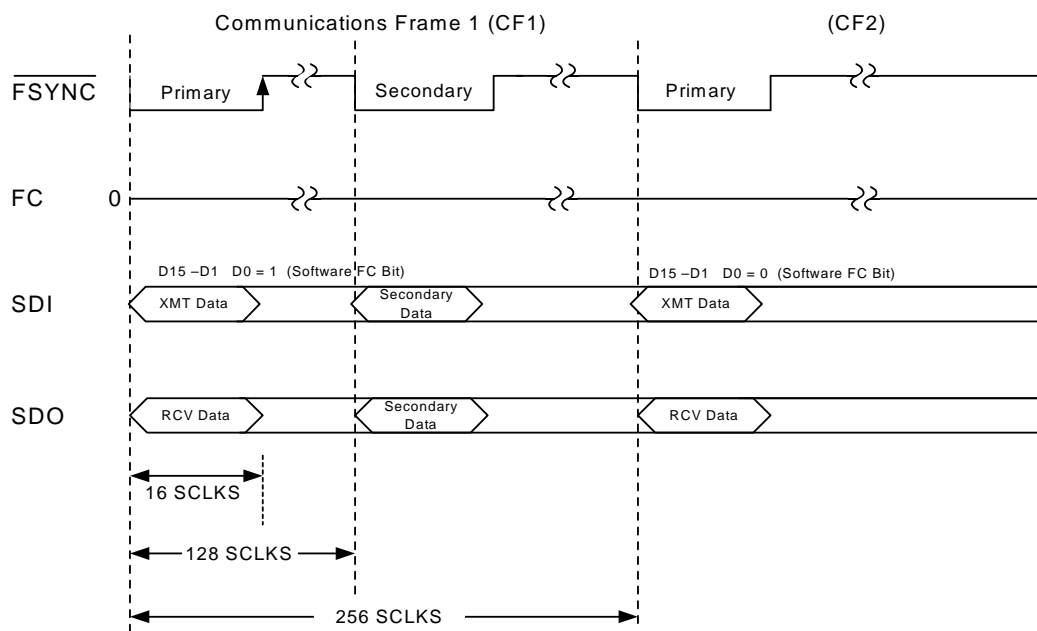 Communications Frame 1 (CF1)
(CF2)
FSYNC
Primary
Secondary
Primary
FC
0
D15 –D1 D0 = 1 (Software FC Bit)
D15 –D1 D0 = 0 (Software FC Bit)
SDI
XMT Data
Secondary
Data
XMT Data
SDO
RCV Data
Secondary
Data
RCV Data
16 SCLKS
128 SCLKS
256 SCLKS